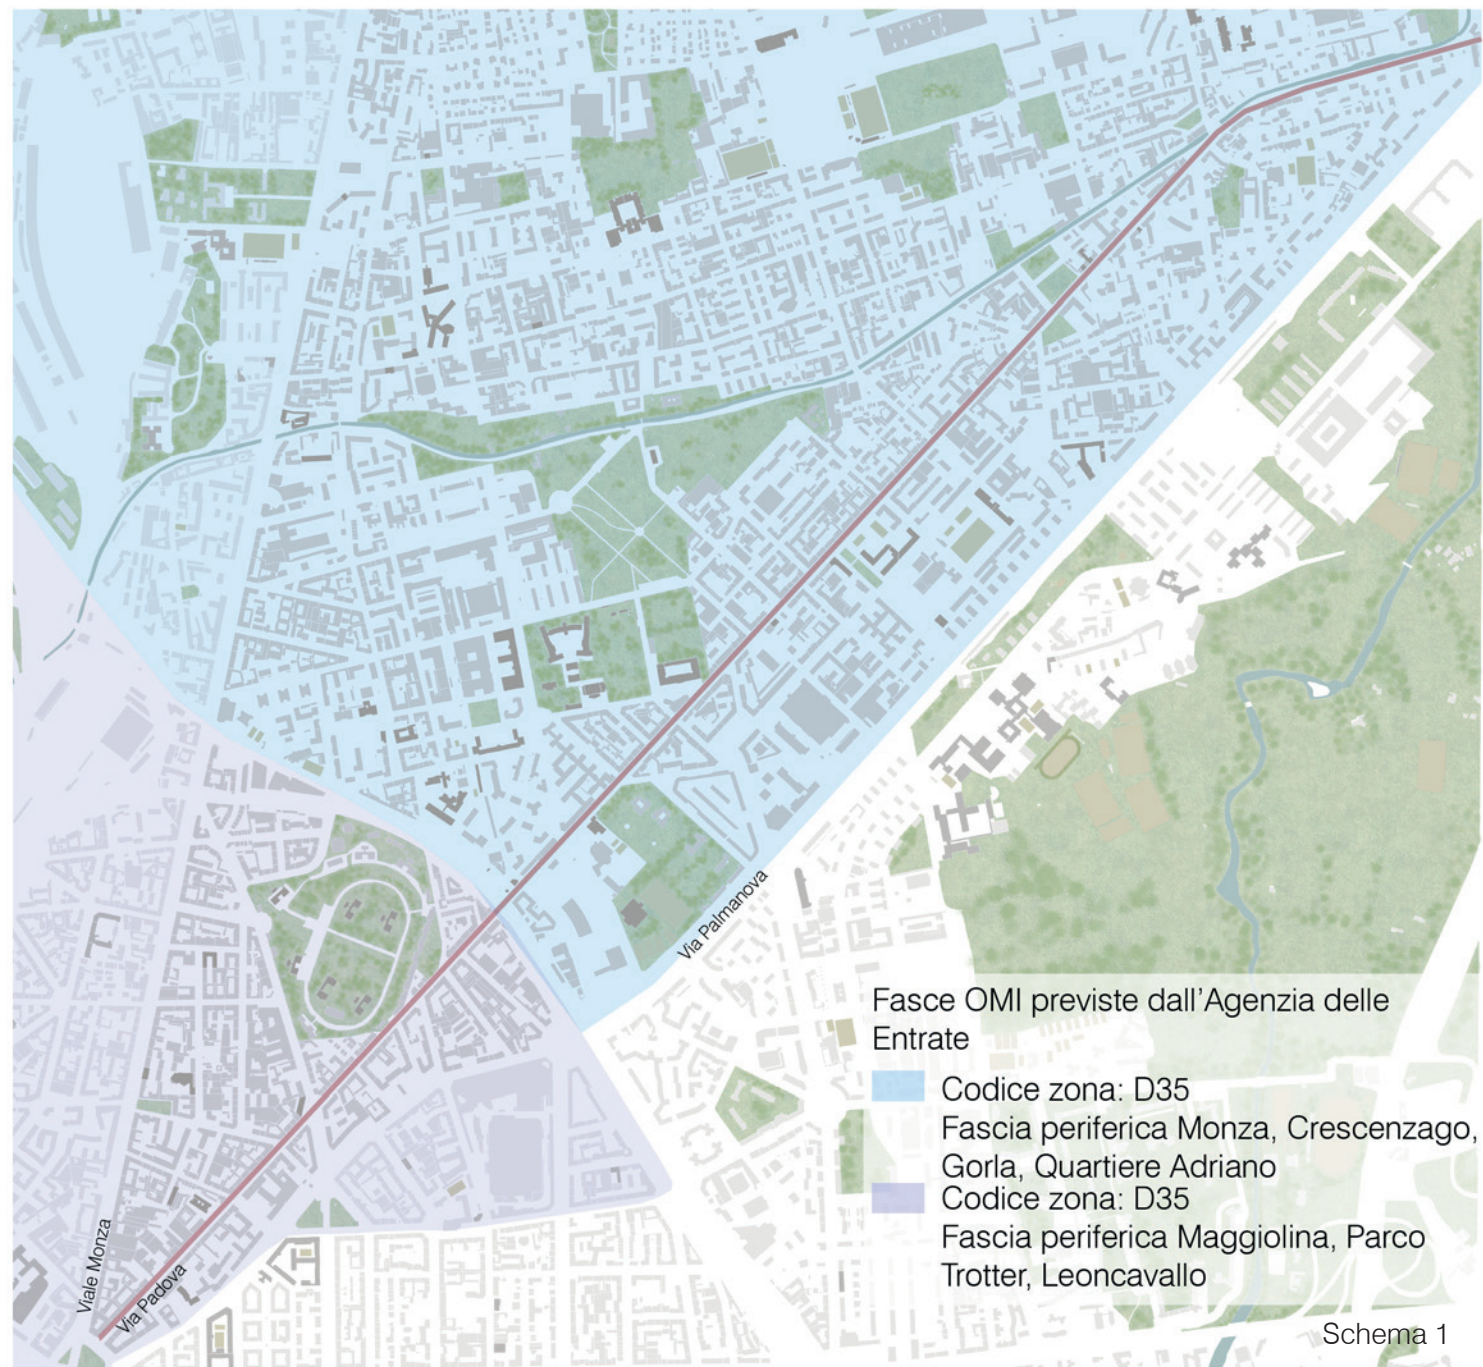 Via Palmanova
Fasce OMI previste dall'Agenzia delle
Entrate
Codice zona: D35
Fascia periferica Monza, Crescenzago,
Gorla, Quartiere Adriano
Codice zona: D35
Fascia periferica Maggiolina, Parco
Trotter, Leoncavallo
Viale Monza
Via Padova
Schema 1